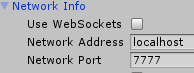 Network Info
Use WebSockets
Network Address localhost
Network Port 7777